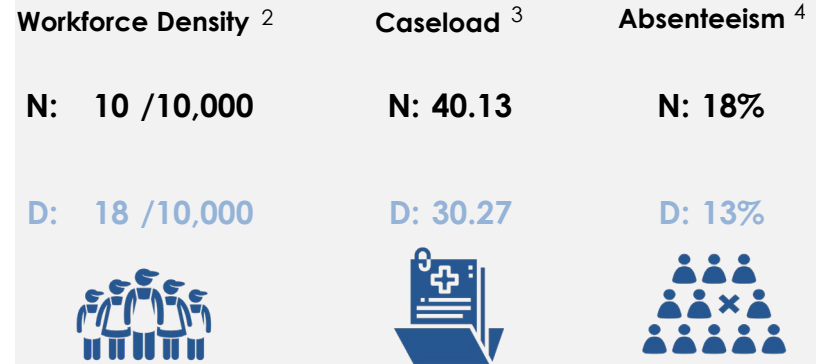 Workforce Density 2
Caseload 3
Absenteeism 4
N: 10 /10,000
N: 40.13
N: 18%
D: 18 /10,000
D: 30.27
D: 13%